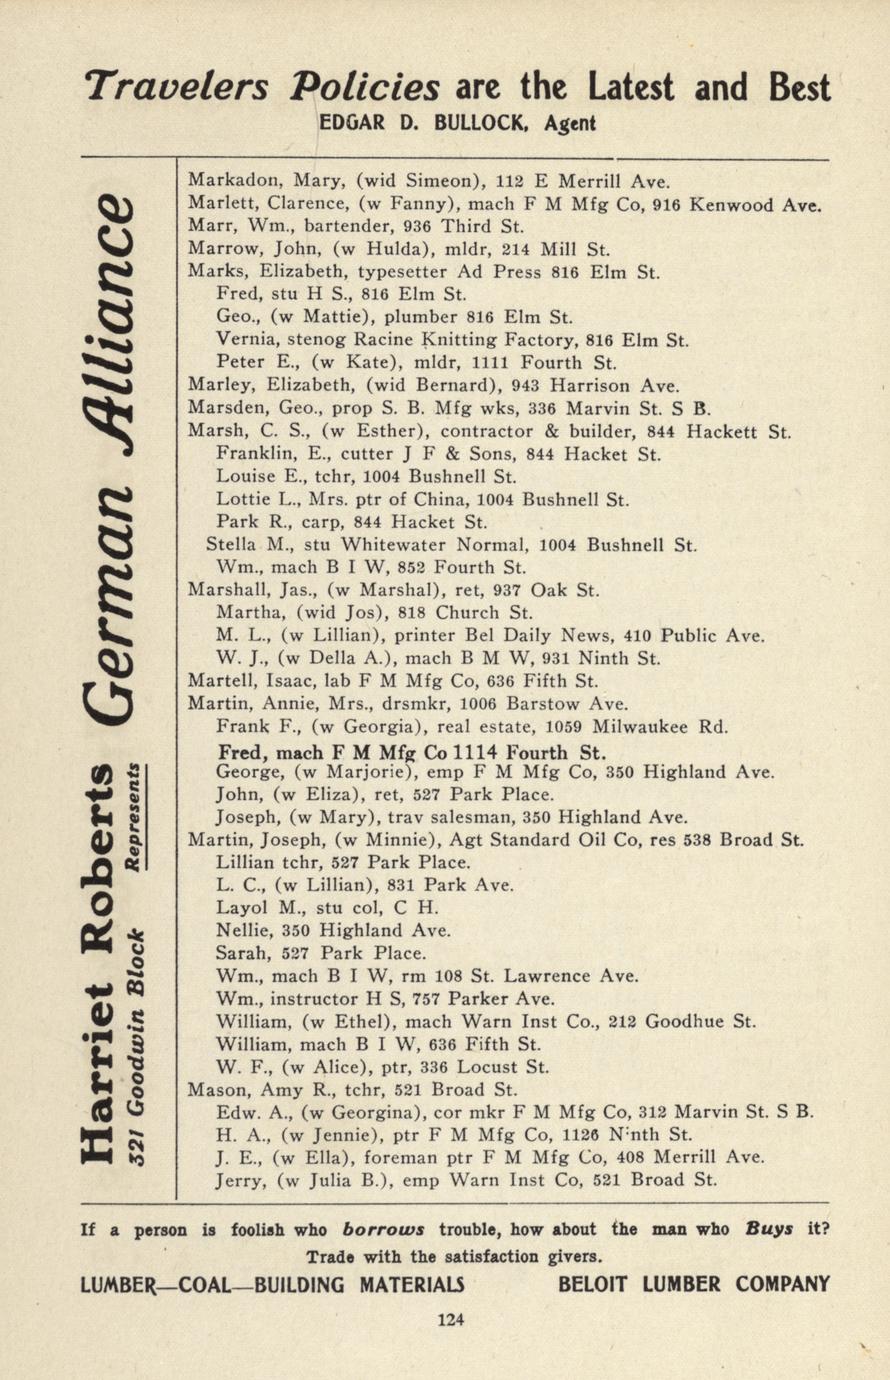 Travelers Policies are the Latest and Best
EDGAR D. BULLOCK, Agent
Harriet Roberts German Alliance
321 Goodwin Block Represents
Markadon, Mary, (wid Simeon), 112 E Merrill Ave.
Marlett, Clarence, (w Fanny), mach F M Mfg Co, 916 Kenwood Ave.
Marr, Wm., bartender, 936 Third St.
Marrow, John, (w Hulda), mldr, 214 Mill St.
Marks, Elizabeth, typesetter Ad Press 816 Elm St.
Fred, stu H S., 816 Elm St.
Geo., (w Mattie), plumber 816 Elm St.
Vernia, stenog Racine Knitting Factory, 816 Elm St.
Peter E., (w Kate), mldr, 1111 Fourth St.
Marley, Elizabeth, (wid Bernard), 943 Harrison Ave.
Marsden, Geo., prop S. B. Mfg wks, 336 Marvin St. S B.
Marsh, C. S., (w Esther), contractor & builder, 844 Hackett St.
Franklin, E., cutter J F & Sons, 844 Hacket St.
Louise E., tchr, 1004 Bushnell St.
Lottie L., Mrs. ptr of China, 1004 Bushnell St.
Park R., carp, 844 Hacket St.
Stella M., stu Whitewater Normal, 1004 Bushnell St.
Wm., mach B I W, 852 Fourth St.
Marshall, Jas., (w Marshal), ret, 937 Oak St.
Martha, (wid Jos), 818 Church St.
M. L., (w Lillian), printer Bel Daily News, 410 Public Ave.
W. J., (w Della A.), mach B M W, 931 Ninth St.
Martell, Isaac, lab F M Mfg Co, 636 Fifth St.
Martin, Annie, Mrs., drsmkr, 1006 Barstow Ave.
Frank F., (w Georgia), real estate, 1059 Milwaukee Rd.
Fred, mach F M Mfg Co 1114 Fourth St.
George, (w Marjorie), emp F M Mfg Co, 350 Highland Ave.
John, (w Eliza), ret, 527 Park Place.
Joseph, (w Mary), trav salesman, 350 Highland Ave.
Martin, Joseph, (w Minnie), Agt Standard Oil Co, res 538 Broad St.
Lillian tchr, 527 Park Place.
L. C., (w Lillian), 831 Park Ave.
Layol M., stu col, C H.
Nellie, 350 Highland Ave.
Sarah, 527 Park Place.
Wm., mach B I W, rm 108 St. Lawrence Ave.
Wm., instructor H S, 757 Parker Ave.
William, (w Ethel), mach Warn Inst Co., 212 Goodhue St.
William, mach B I W, 636 Fifth St.
W. F., (w Alice), ptr, 336 Locust St.
Mason, Amy R., tchr, 521 Broad St.
Edw. A., (w Georgina), cor mkr F M Mfg Co, 312 Marvin St. S B.
H. A., (w Jennie), ptr F M Mfg Co, 1126 N:nth St.
J. E., (w Ella), foreman ptr F M Mfg Co, 408 Merrill Ave.
Jerry, (w Julia B.), emp Warn Inst Co, 521 Broad St.
If a person is foolish who borrows trouble, how about the man who Buys it?
Trade with the satisfaction givers.
LUMBER—COAL—BUILDING MATERIALS BELOIT LUMBER COMPANY
124